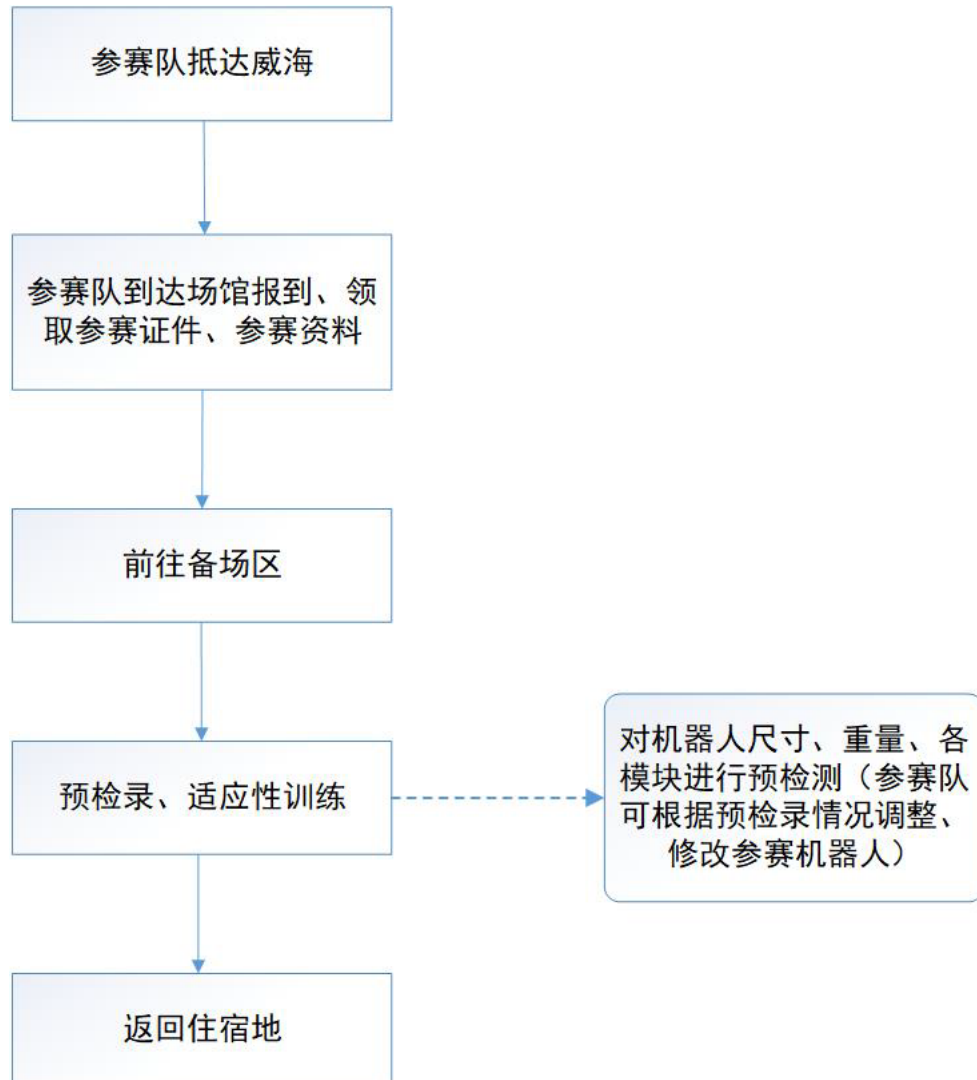 参赛队抵达威海
参赛队到达场馆报到、领
取参赛证件、参赛资料
前往备场区
预检录、适应性训练
对机器人尺寸、重量、各
模块进行预检测（参赛队
可根据预检录情况调整、
修改参赛机器人）
返回住宿地